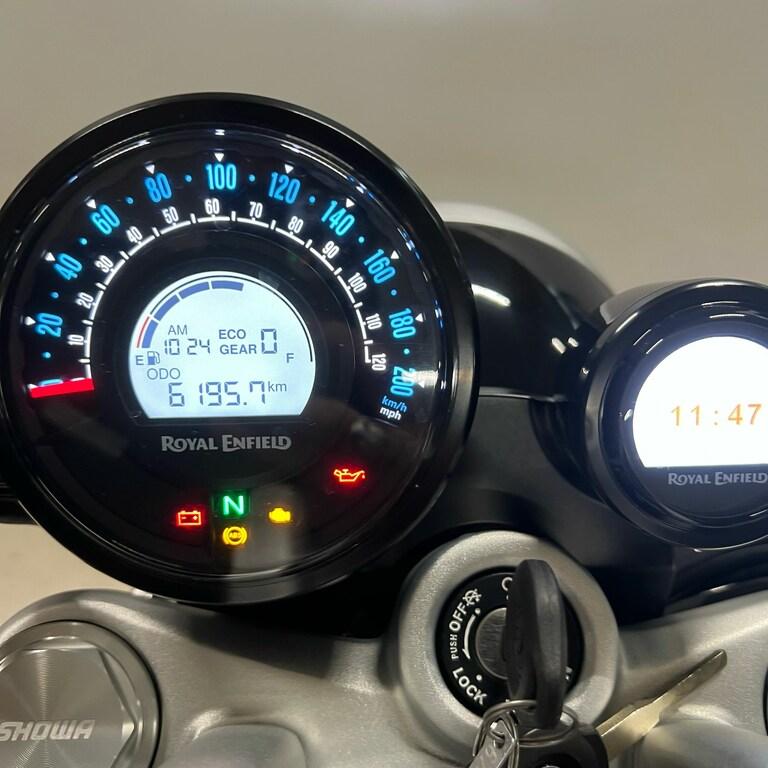 20 40 60 80 100 120 140 160 180 200
10 20 30 40 50 60 70 80 90 100 110 120
km/h
mph
AM
10 24 ECO
GEAR 0
E F
ODO
6195.7 km
ROYAL ENFIELD
N
ABS
11:47
ROYAL ENFIELD
PUSH OFF
LOCK
SHOWA